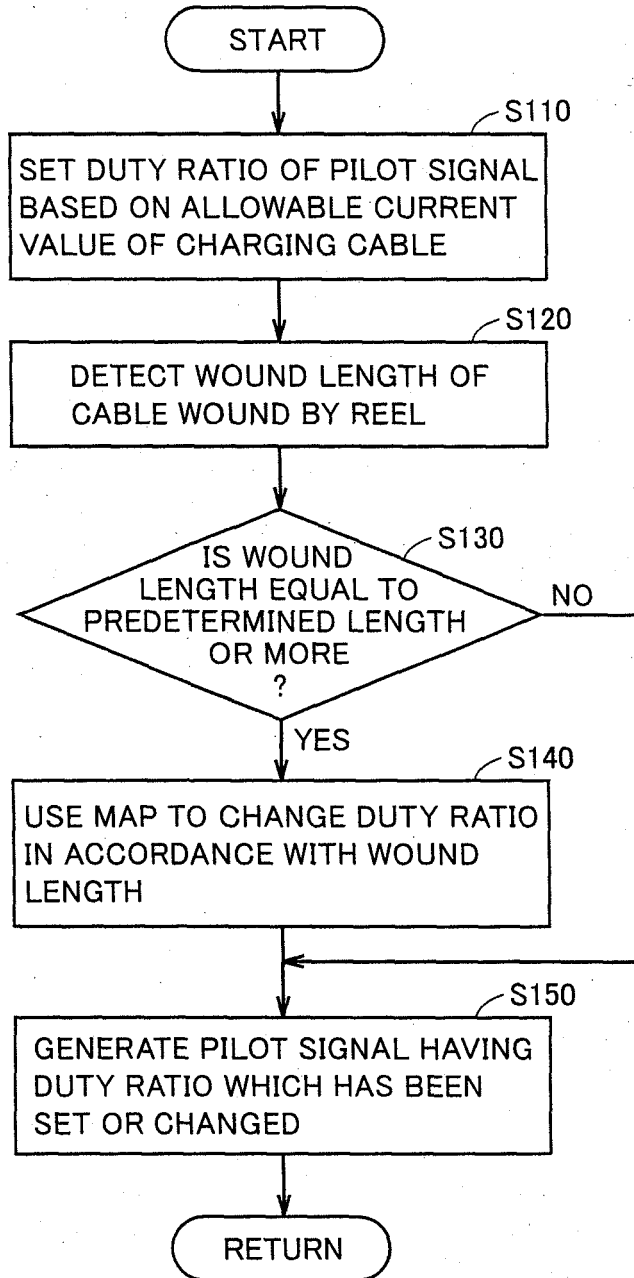 START
S110
SET DUTY RATIO OF PILOT SIGNAL
BASED ON ALLOWABLE CURRENT
VALUE OF CHARGING CABLE
S120
DETECT WOUND LENGTH OF
CABLE WOUND BY REEL
S130
IS WOUND
LENGTH EQUAL TO
PREDETERMINED LENGTH
OR MORE
?
NO
YES
S140
USE MAP TO CHANGE DUTY RATIO
IN ACCORDANCE WITH WOUND
LENGTH
S150
GENERATE PILOT SIGNAL HAVING
DUTY RATIO WHICH HAS BEEN
SET OR CHANGED
RETURN